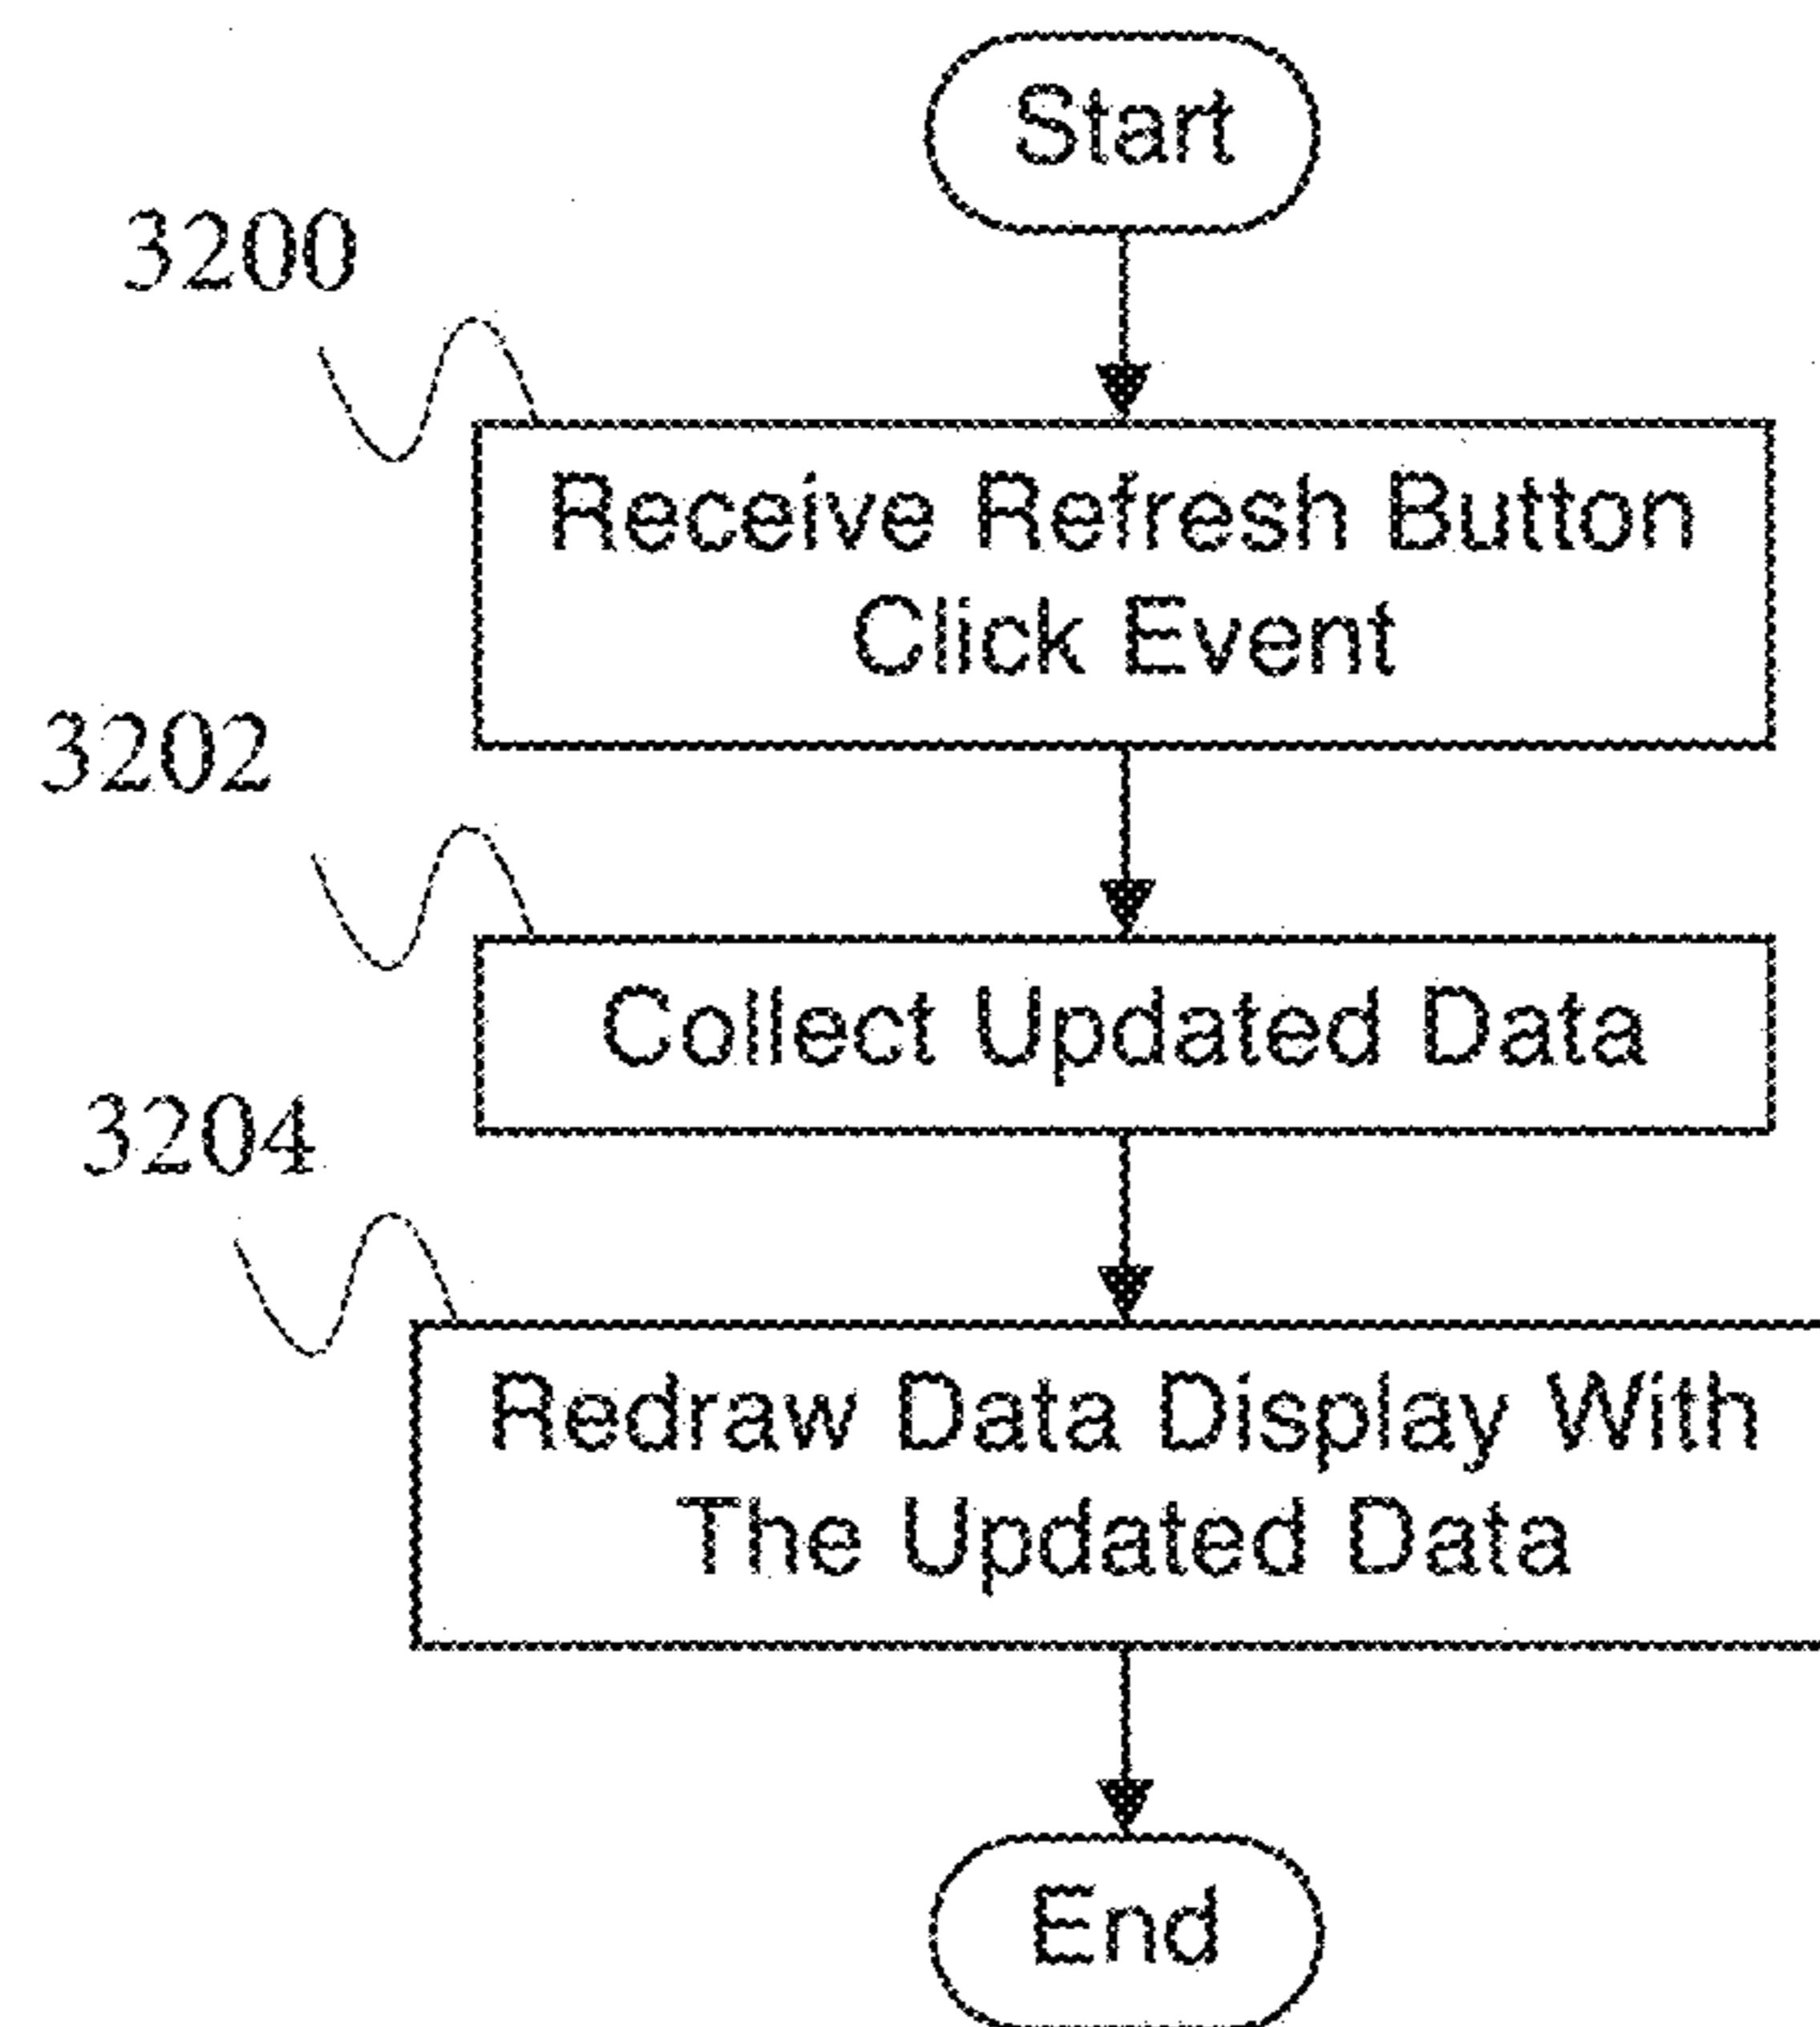 Start
3200
Receive Refresh Button
Click Event
3202
Collect Updated Data
3204
Redraw Data Display With
The Updated Data
End